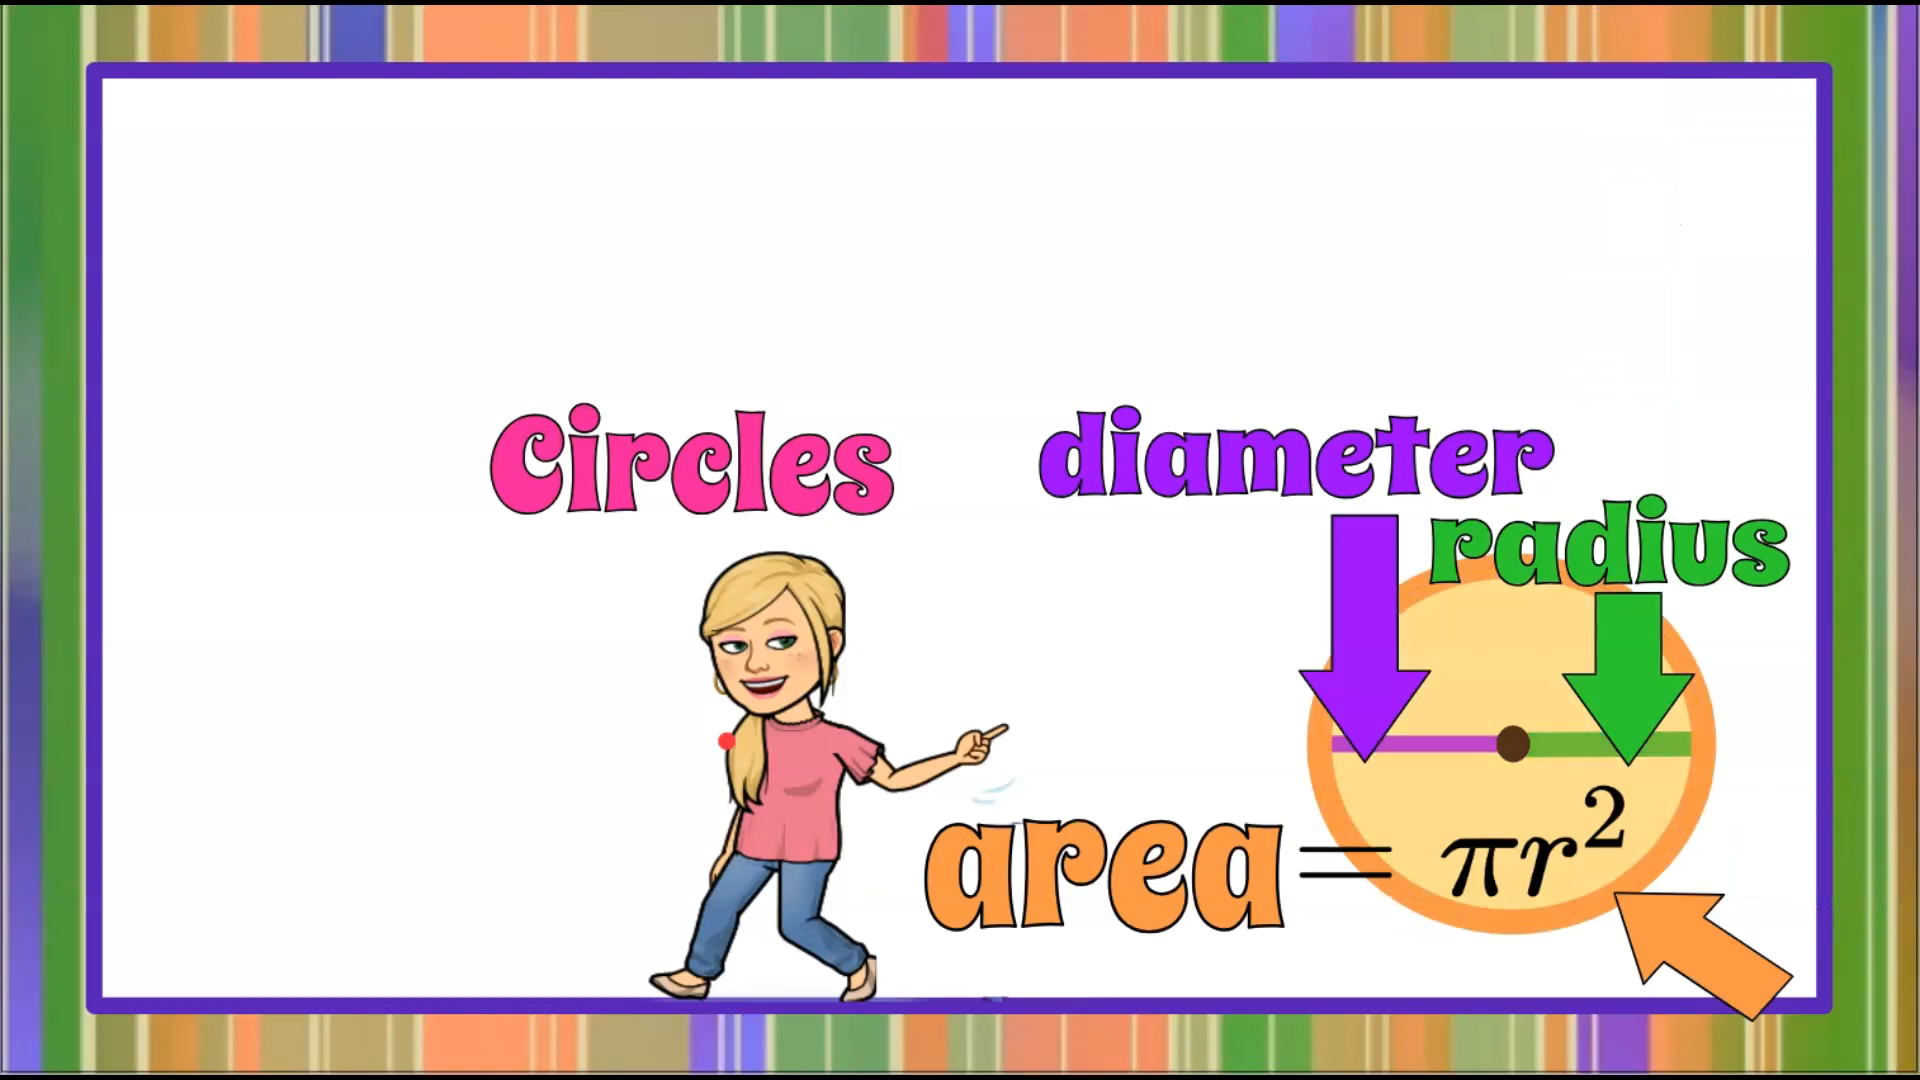 Circles
diameter
radius
area = πr²